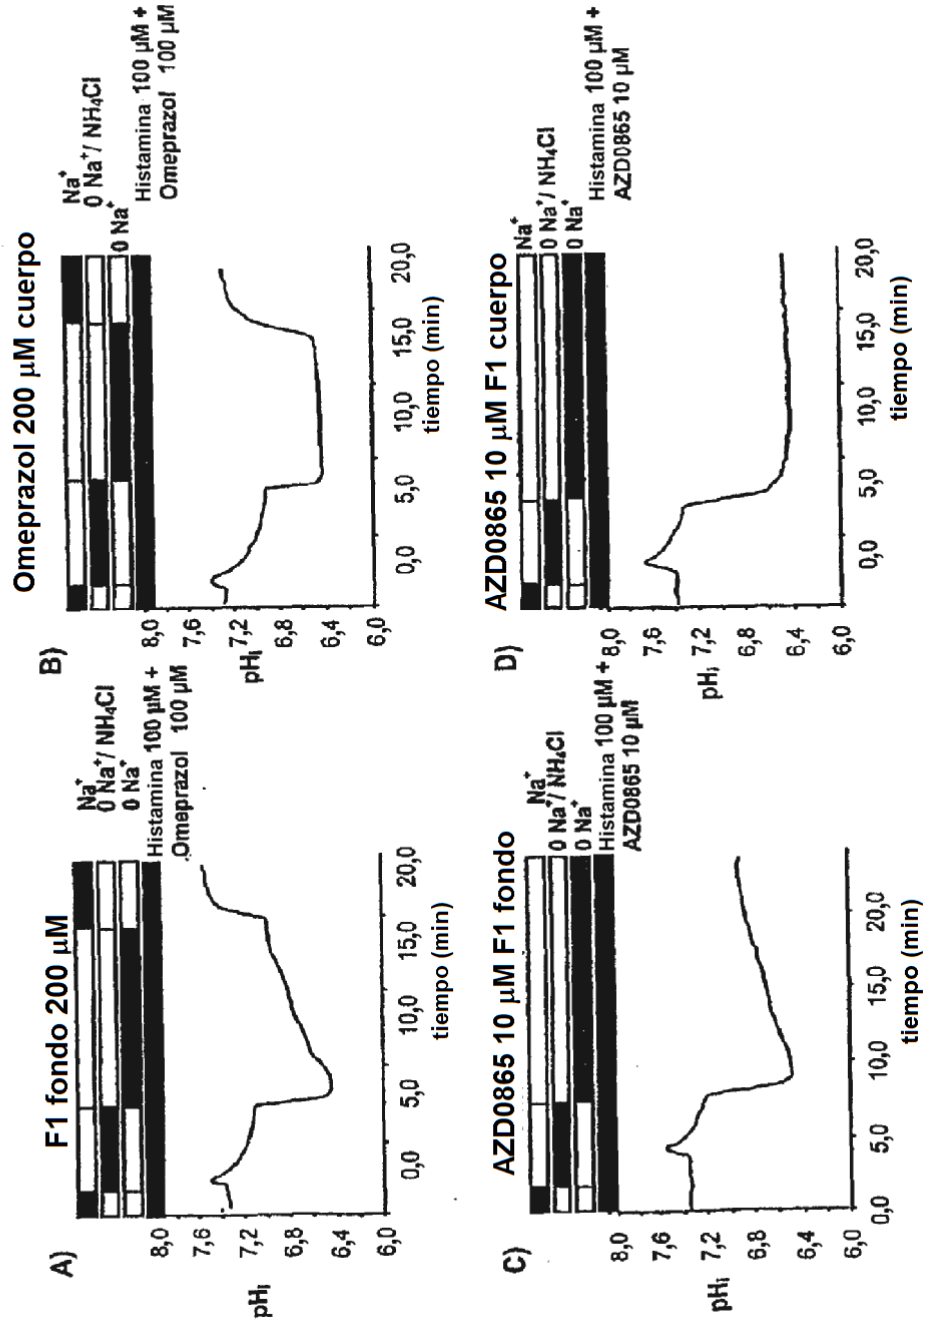 A)
F1 fondo 200 µM
Na⁺
0 Na⁺/ NH₄Cl
0 Na⁺
Histamina 100 µM +
Omeprazol 100 µM
pHᵢ
8,0
7,6
7,2
6,8
6,4
6,0
0,0
5,0
10,0
15,0
20,0
tiempo (min)
B)
Omeprazol 200 µM cuerpo
Na⁺
0 Na⁺/ NH₄Cl
0 Na⁺
Histamina 100 µM +
Omeprazol 100 µM
pHᵢ
8,0
7,6
7,2
6,8
6,4
6,0
0,0
5,0
10,0
15,0
20,0
tiempo (min)
C)
AZD0865 10 µM F1 fondo
Na⁺
0 Na⁺/ NH₄Cl
0 Na⁺
Histamina 100 µM +
AZD0865 10 µM
pHᵢ
8,0
7,6
7,2
6,8
6,4
6,0
0,0
5,0
10,0
15,0
20,0
tiempo (min)
D)
AZD0865 10 µM F1 cuerpo
Na⁺
0 Na⁺/ NH₄Cl
0 Na⁺
Histamina 100 µM +
AZD0865 10 µM
pHᵢ
8,0
7,6
7,2
6,8
6,4
6,0
0,0
5,0
10,0
15,0
20,0
tiempo (min)